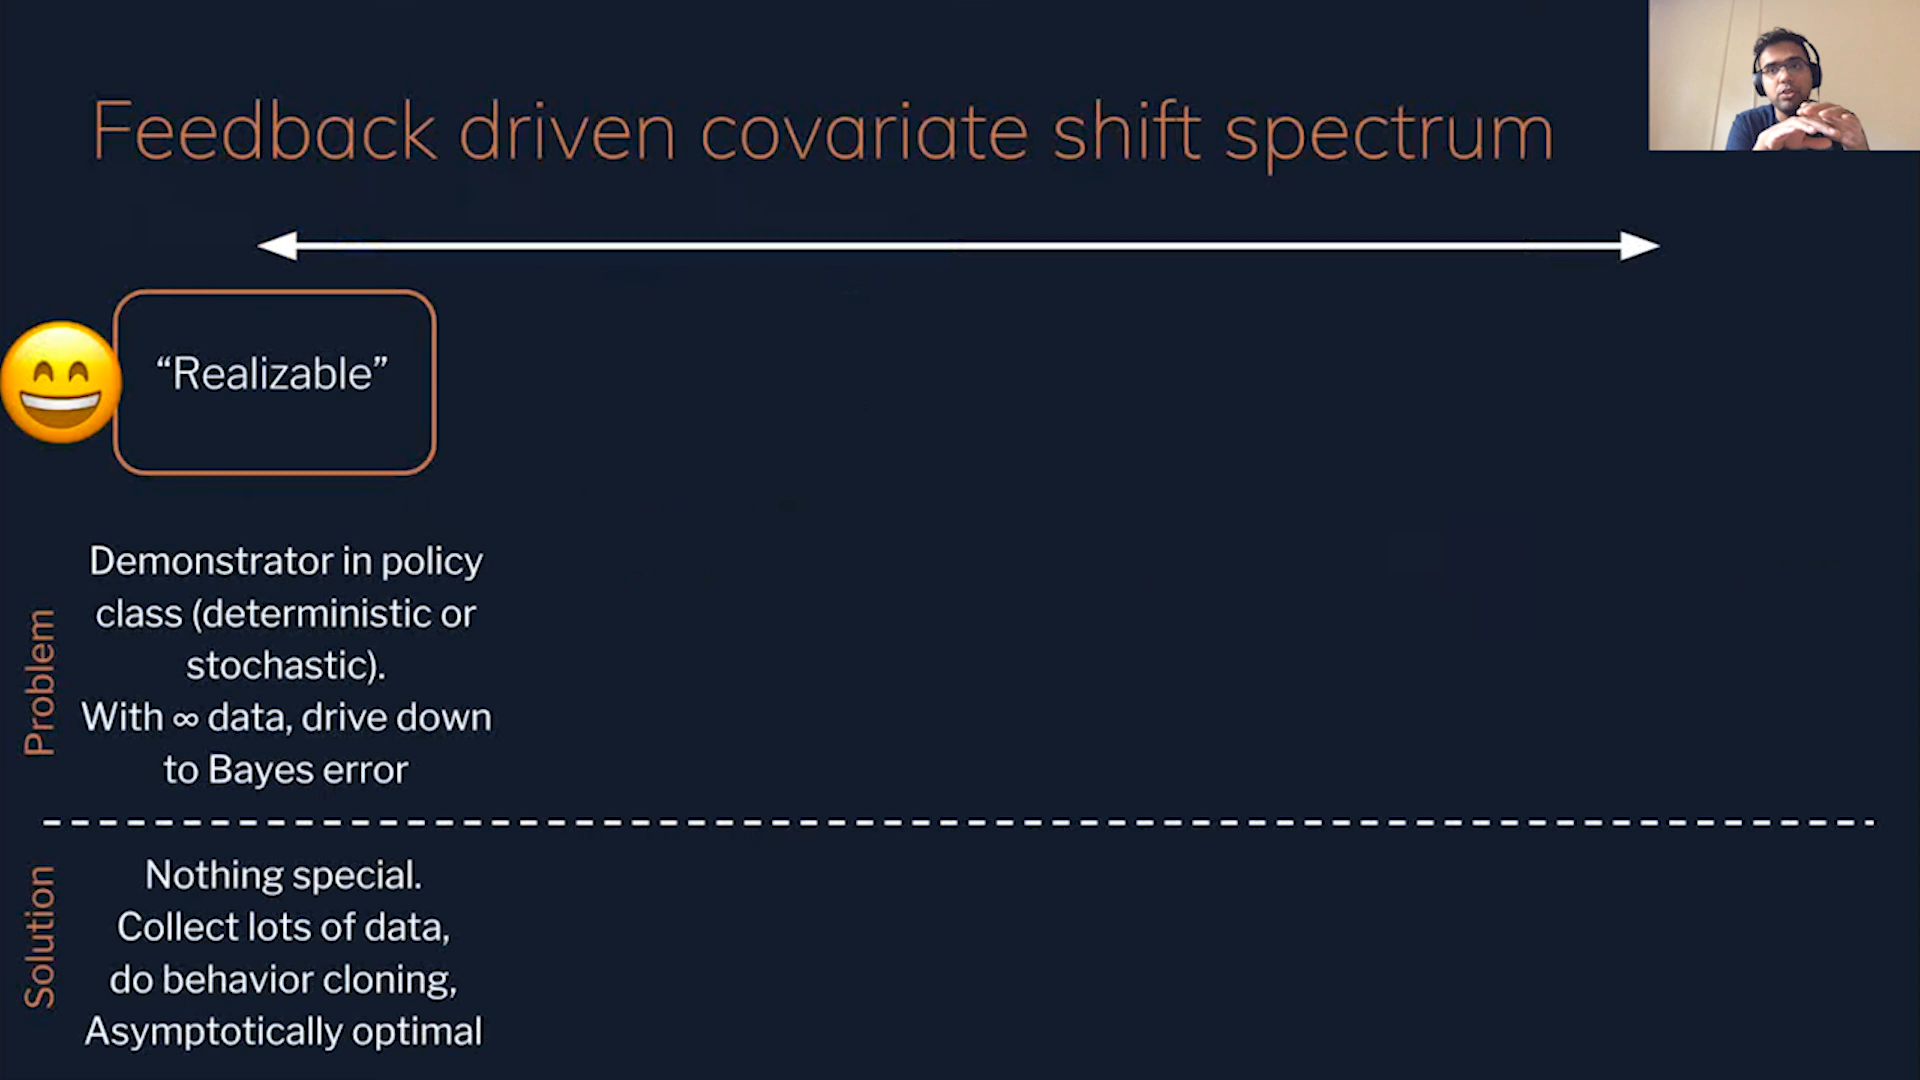 Feedback driven covariate shift spectrum
“Realizable”
Problem
Demonstrator in policy
class (deterministic or
stochastic).
With ∞ data, drive down
to Bayes error
Solution
Nothing special.
Collect lots of data,
do behavior cloning,
Asymptotically optimal